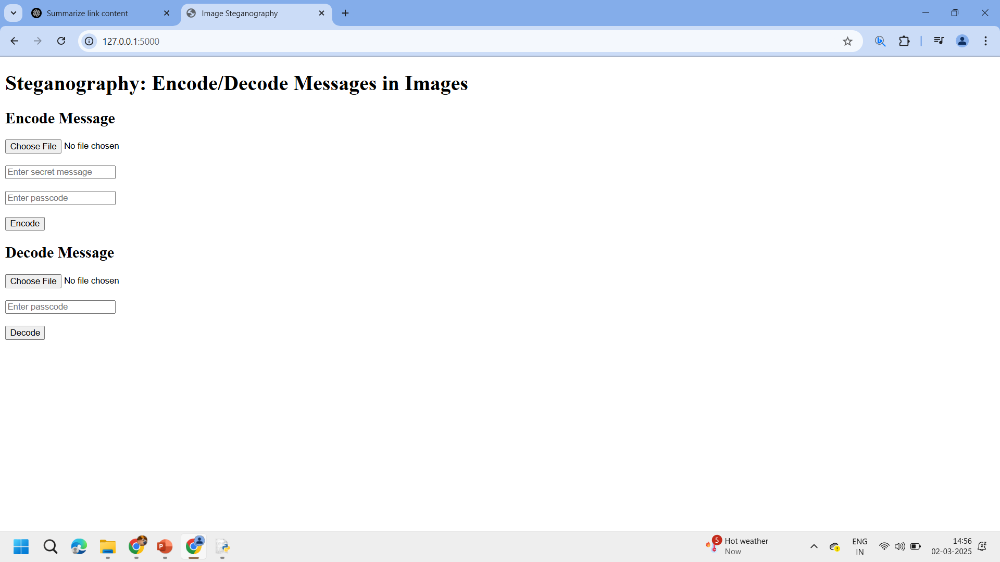 Summarize link content
Image Steganography
127.0.0.1:5000
Steganography: Encode/Decode Messages in Images
Encode Message
Choose File No file chosen
Enter secret message
Enter passcode
Encode
Decode Message
Choose File No file chosen
Enter passcode
Decode
5
Hot weather
Now
ENG
IN
14:56
02-03-2025